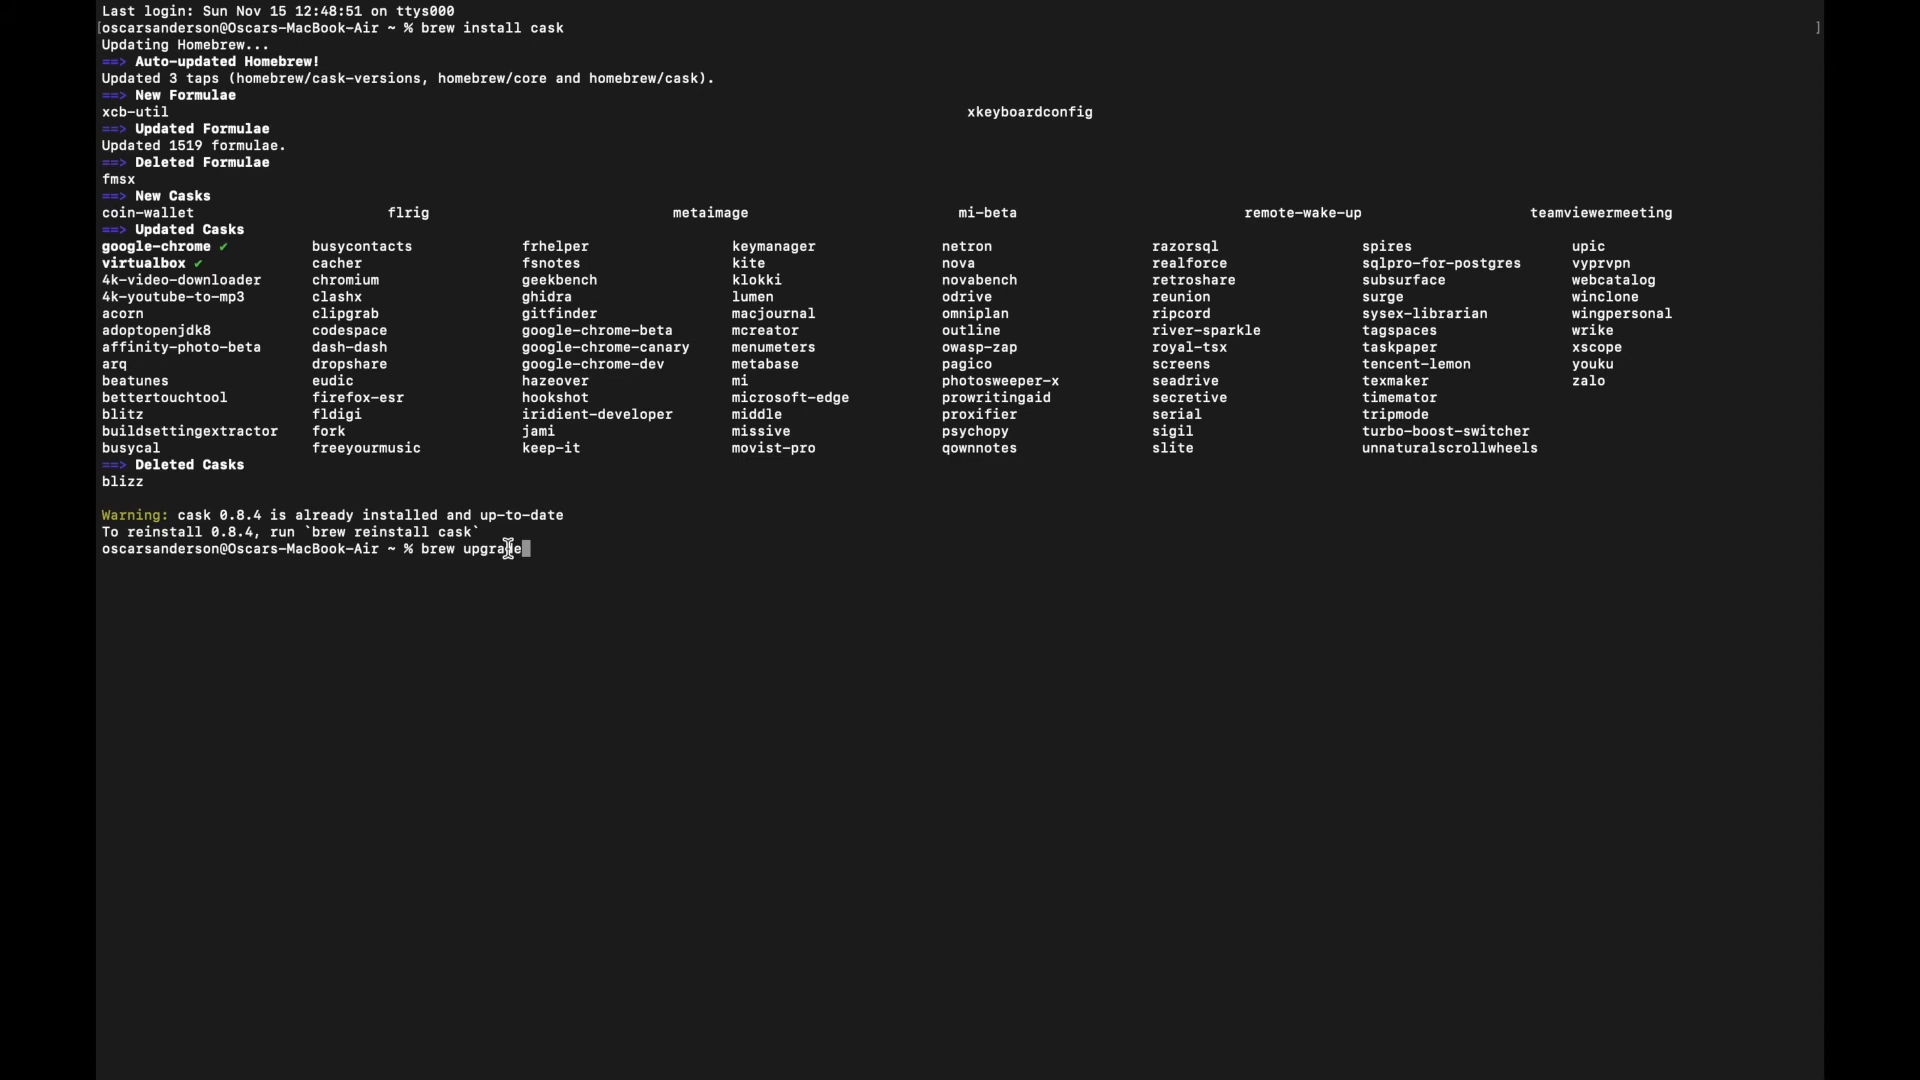 Last login: Sun Nov 15 12:48:51 on ttys000
[oscarsanderson@Oscars-MacBook-Air ~ % brew install cask ]
Updating Homebrew...
==> Auto-updated Homebrew!
Updated 3 taps (homebrew/cask-versions, homebrew/core and homebrew/cask).
==> New Formulae
xcb-util xkeyboardconfig
==> Updated Formulae
Updated 1519 formulae.
==> Deleted Formulae
fmsx
==> New Casks
coin-wallet flrig metaimage mi-beta remote-wake-up teamviewermeeting
==> Updated Casks
google-chrome ✔ busycontacts frhelper keymanager netron razorsql spires upic
virtualbox ✔ cacher fsnotes kite nova realforce sqlpro-for-postgres vyprvpn
4k-video-downloader chromium geekbench klokki novabench retroshare subsurface webcatalog
4k-youtube-to-mp3 clashx ghidra lumen odrive reunion surge winclone
acorn clipgrab gitfinder macjournal omniplan ripcord sysex-librarian wingpersonal
adoptopenjdk8 codespace google-chrome-beta mcreator outline river-sparkle tagspaces wrike
affinity-photo-beta dash-dash google-chrome-canary menumeters owasp-zap royal-tsx taskpaper xscope
arq dropshare google-chrome-dev metabase pagico screens tencent-lemon youku
beatunes eudic hazeover mi photosweeper-x seadrive texmaker zalo
bettertouchtool firefox-esr hookshot microsoft-edge prowritingaid secretive timemator
blitz fldigi iridient-developer middle proxifier serial tripmode
buildsettingextractor fork jami missive psychopy sigil turbo-boost-switcher
busycal freeyourmusic keep-it movist-pro qownnotes slite unnaturalscrollwheels
==> Deleted Casks
blizz
Warning: cask 0.8.4 is already installed and up-to-date
To reinstall 0.8.4, run `brew reinstall cask`
oscarsanderson@Oscars-MacBook-Air ~ % brew upgrade